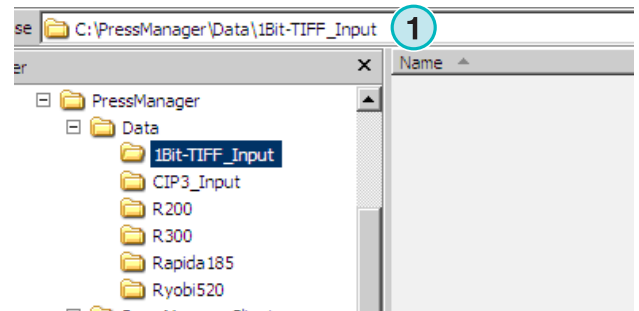 se C:\PressManager\Data\1Bit-TIFF_Input 1
er x Name
PressManager
Data
1Bit-TIFF_Input
CIP3_Input
R200
R300
Rapida185
Ryobi520